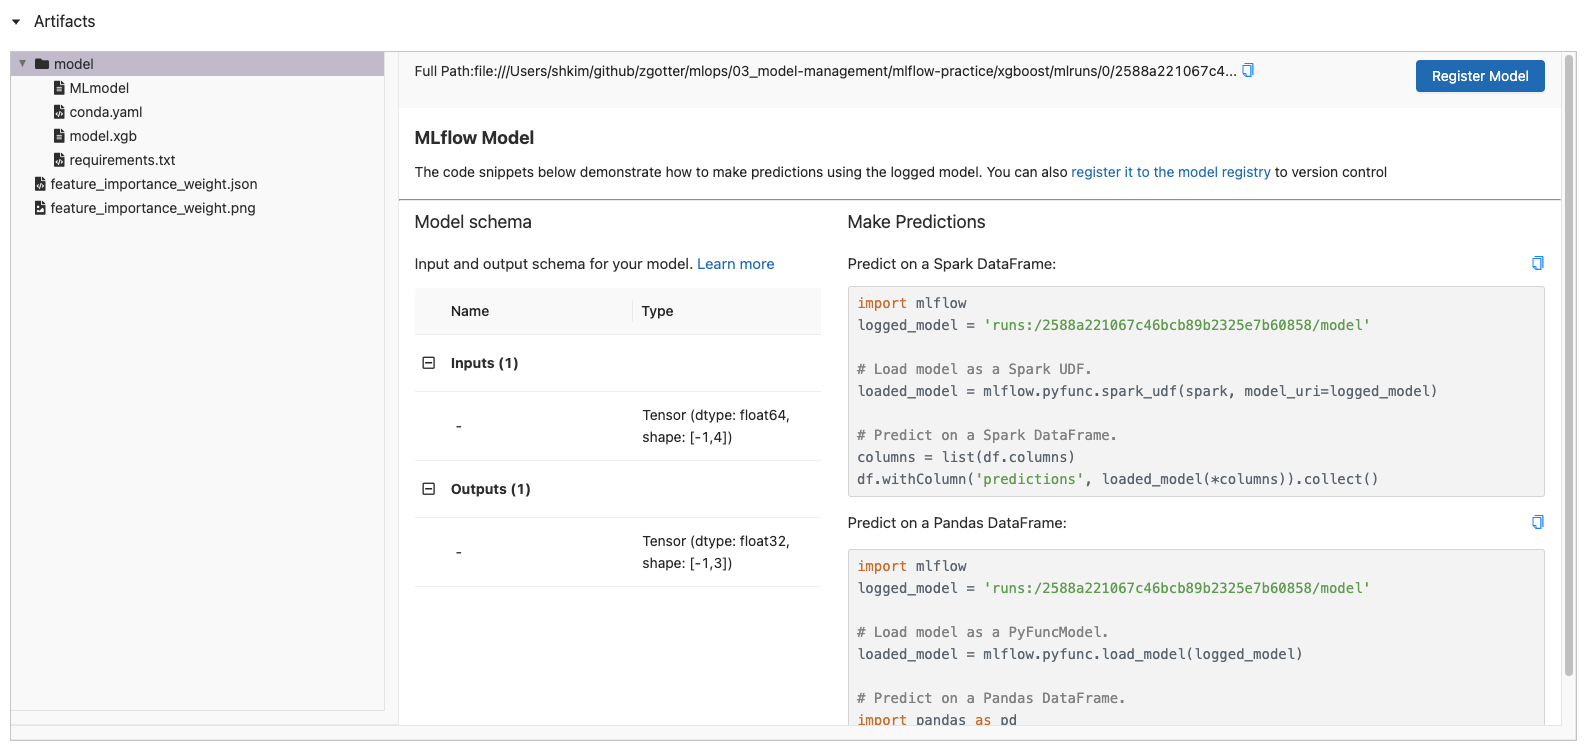 Artifacts
model
MLmodel
conda.yaml
model.xgb
requirements.txt
feature_importance_weight.json
feature_importance_weight.png
Full Path:file:///Users/shkim/github/zgotter/mlops/03_model-management/mlflow-practice/xgboost/mlruns/0/2588a221067c4...
Register Model
MLflow Model
The code snippets below demonstrate how to make predictions using the logged model. You can also register it to the model registry to version control
Model schema
Input and output schema for your model. Learn more
Name Type
Inputs (1)
- Tensor (dtype: float64,
shape: [-1,4])
Outputs (1)
- Tensor (dtype: float32,
shape: [-1,3])
Make Predictions
Predict on a Spark DataFrame:
import mlflow
logged_model = 'runs:/2588a221067c46bcb89b2325e7b60858/model'
# Load model as a Spark UDF.
loaded_model = mlflow.pyfunc.spark_udf(spark, model_uri=logged_model)
# Predict on a Spark DataFrame.
columns = list(df.columns)
df.withColumn('predictions', loaded_model(*columns)).collect()
Predict on a Pandas DataFrame:
import mlflow
logged_model = 'runs:/2588a221067c46bcb89b2325e7b60858/model'
# Load model as a PyFuncModel.
loaded_model = mlflow.pyfunc.load_model(logged_model)
# Predict on a Pandas DataFrame.
import pandas as pd